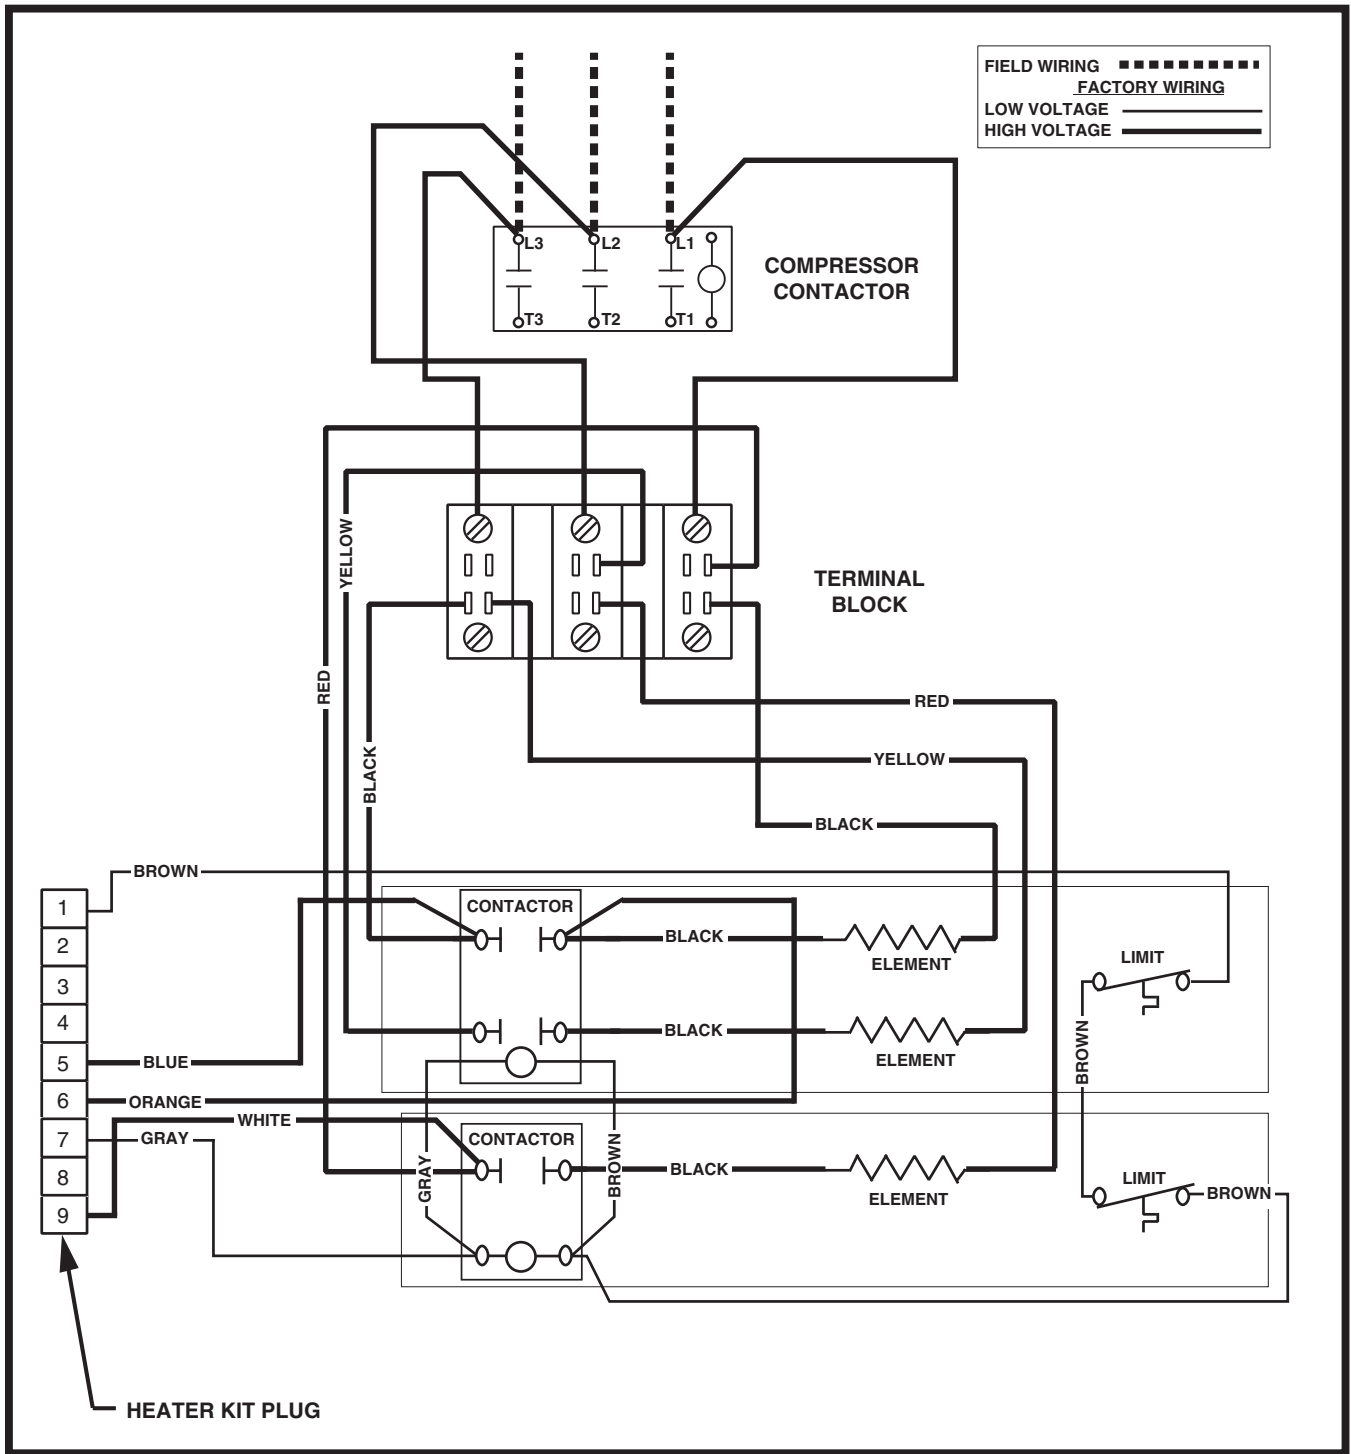 FIELD WIRING
FACTORY WIRING
LOW VOLTAGE
HIGH VOLTAGE
L3
L2
L1
T3
T2
T1
COMPRESSOR
CONTACTOR
YELLOW
TERMINAL
BLOCK
RED
RED
BLACK
YELLOW
BLACK
BROWN
1
2
3
4
5
6
7
8
9
CONTACTOR
BLACK
ELEMENT
LIMIT
BLACK
ELEMENT
BROWN
BLUE
ORANGE
WHITE
GRAY
CONTACTOR
GRAY
BROWN
BLACK
ELEMENT
LIMIT
BROWN
HEATER KIT PLUG